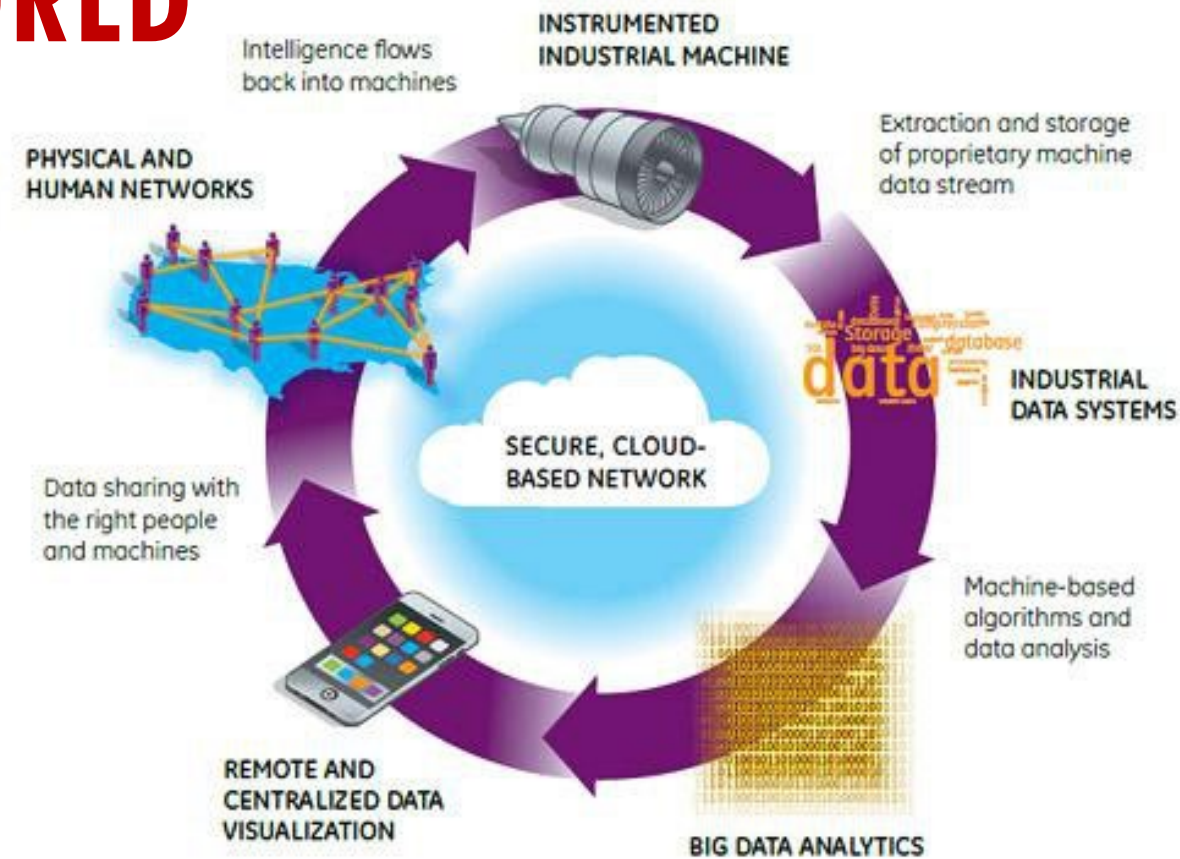 INSTRUMENTED
INDUSTRIAL MACHINE
Intelligence flows
back into machines
Extraction and storage
of proprietary machine
data stream
PHYSICAL AND
HUMAN NETWORKS
Storage
database
data
INDUSTRIAL
DATA SYSTEMS
SECURE, CLOUD-
BASED NETWORK
Data sharing with
the right people
and machines
Machine-based
algorithms and
data analysis
REMOTE AND
CENTRALIZED DATA
VISUALIZATION
BIG DATA ANALYTICS